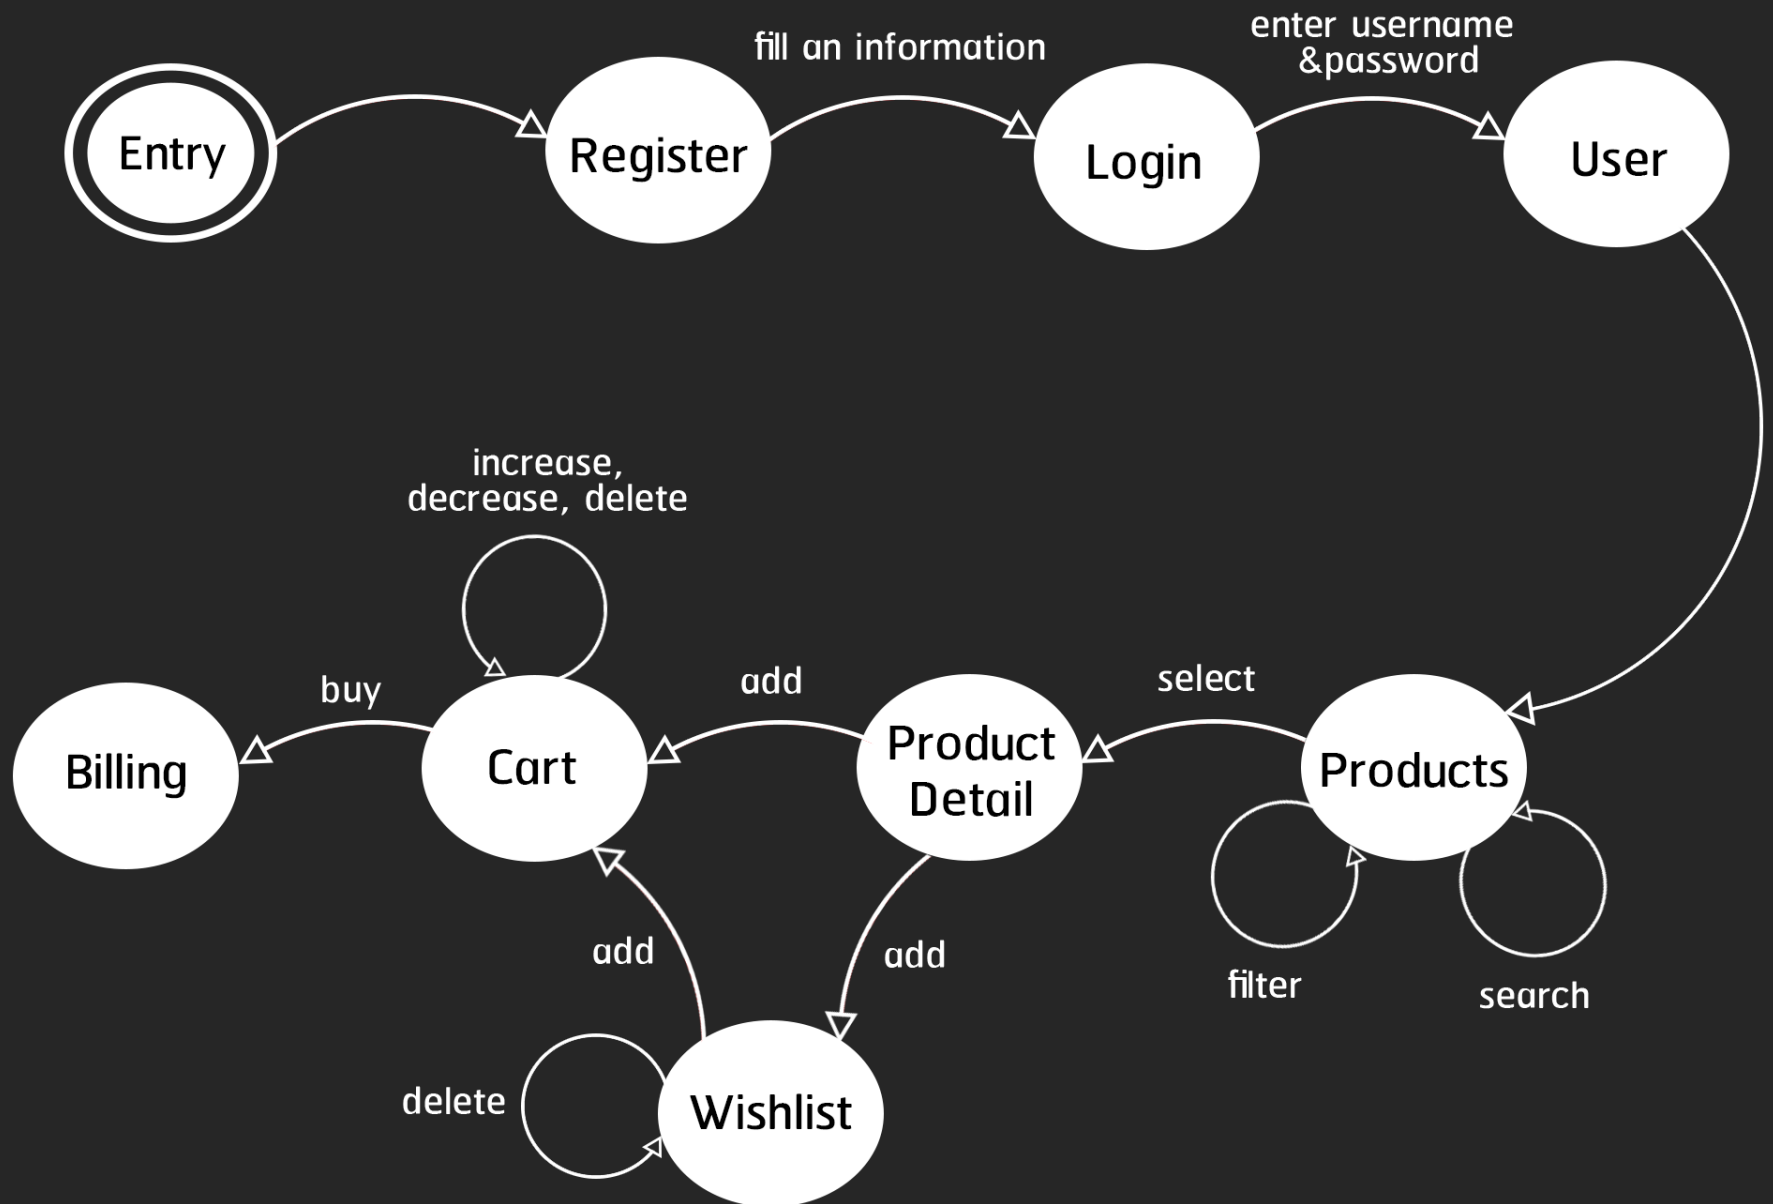 fill an information
enter username
&password
Entry
Register
Login
User
increase,
decrease, delete
buy
add
select
Billing
Cart
Product
Detail
Products
add
add
filter
search
delete
Wishlist